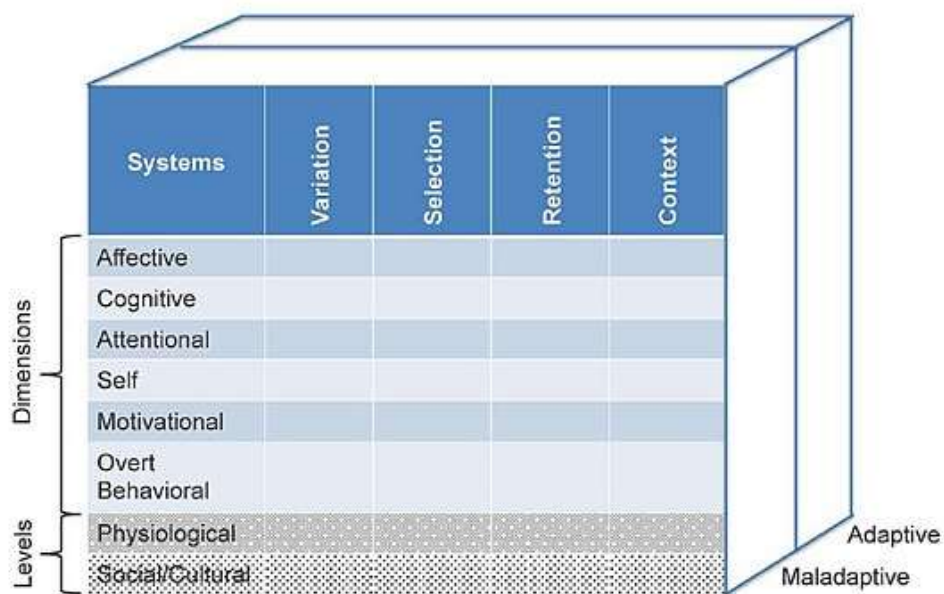 Systems
Variation
Selection
Retention
Context
Dimensions
Affective
Cognitive
Attentional
Self
Motivational
Overt
Behavioral
Levels
Physiological
Social/Cultural
Adaptive
Maladaptive